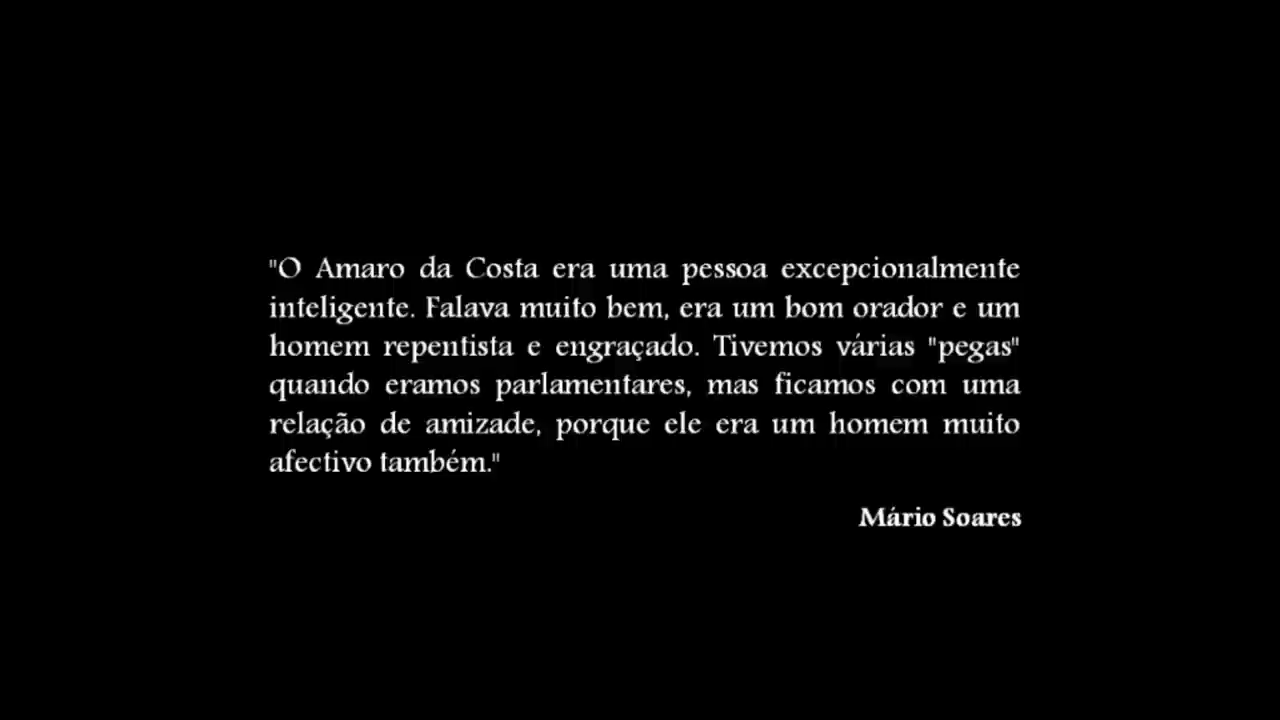 "O Amaro da Costa era uma pessoa excepcionalmente
inteligente. Falava muito bem, era um bom orador e um
homem repentista e engraçado. Tivemos várias "pegas"
quando eramos parlamentares, mas ficamos com uma
relação de amizade, porque ele era um homem muito
afectivo também."
Mário Soares